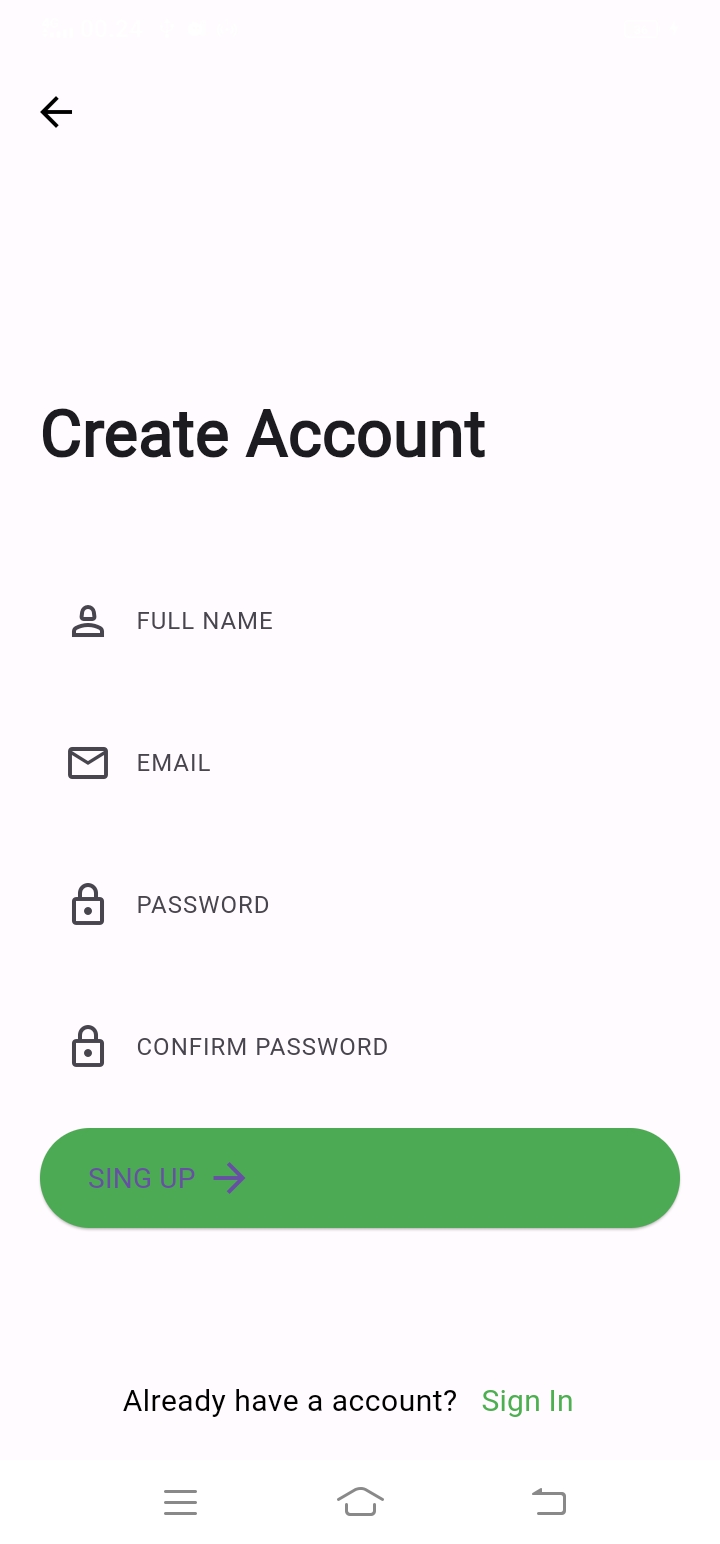 Create Account
FULL NAME
EMAIL
PASSWORD
CONFIRM PASSWORD
SING UP
Already have a account? Sign In